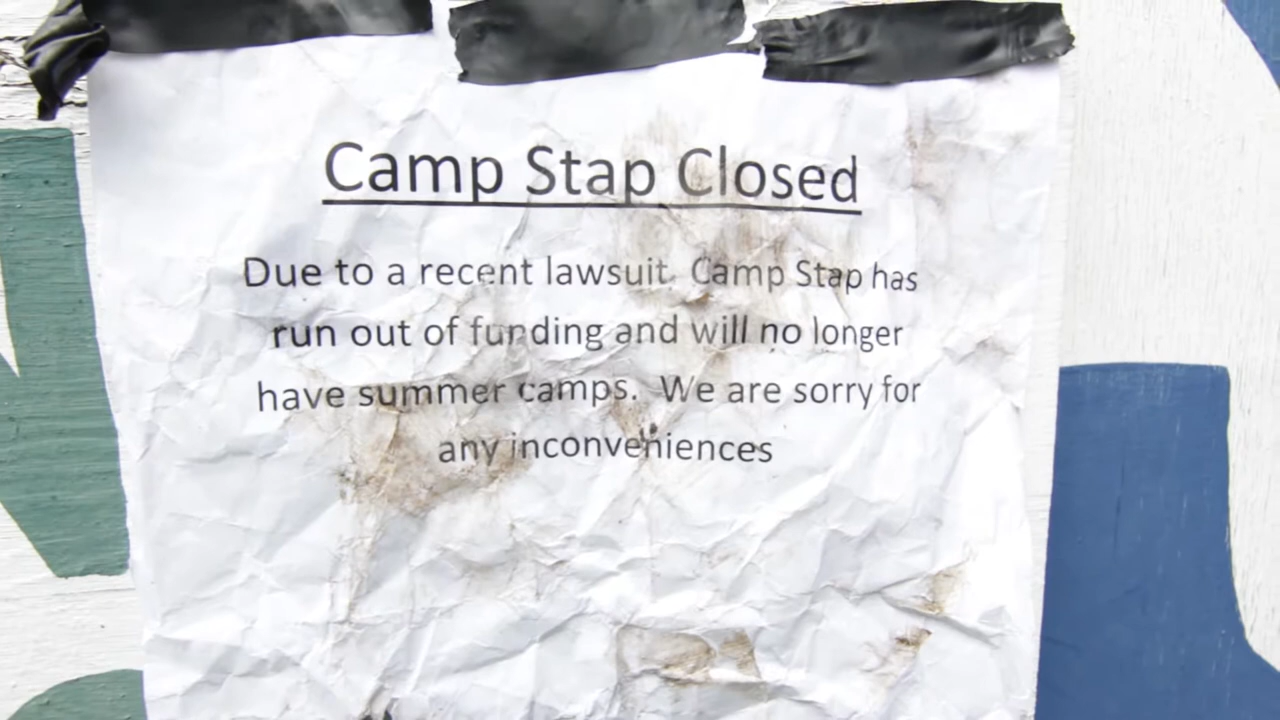 Camp Stap Closed
Due to a recent lawsuit, Camp Stap has
run out of funding and will no longer
have summer camps. We are sorry for
any inconveniences